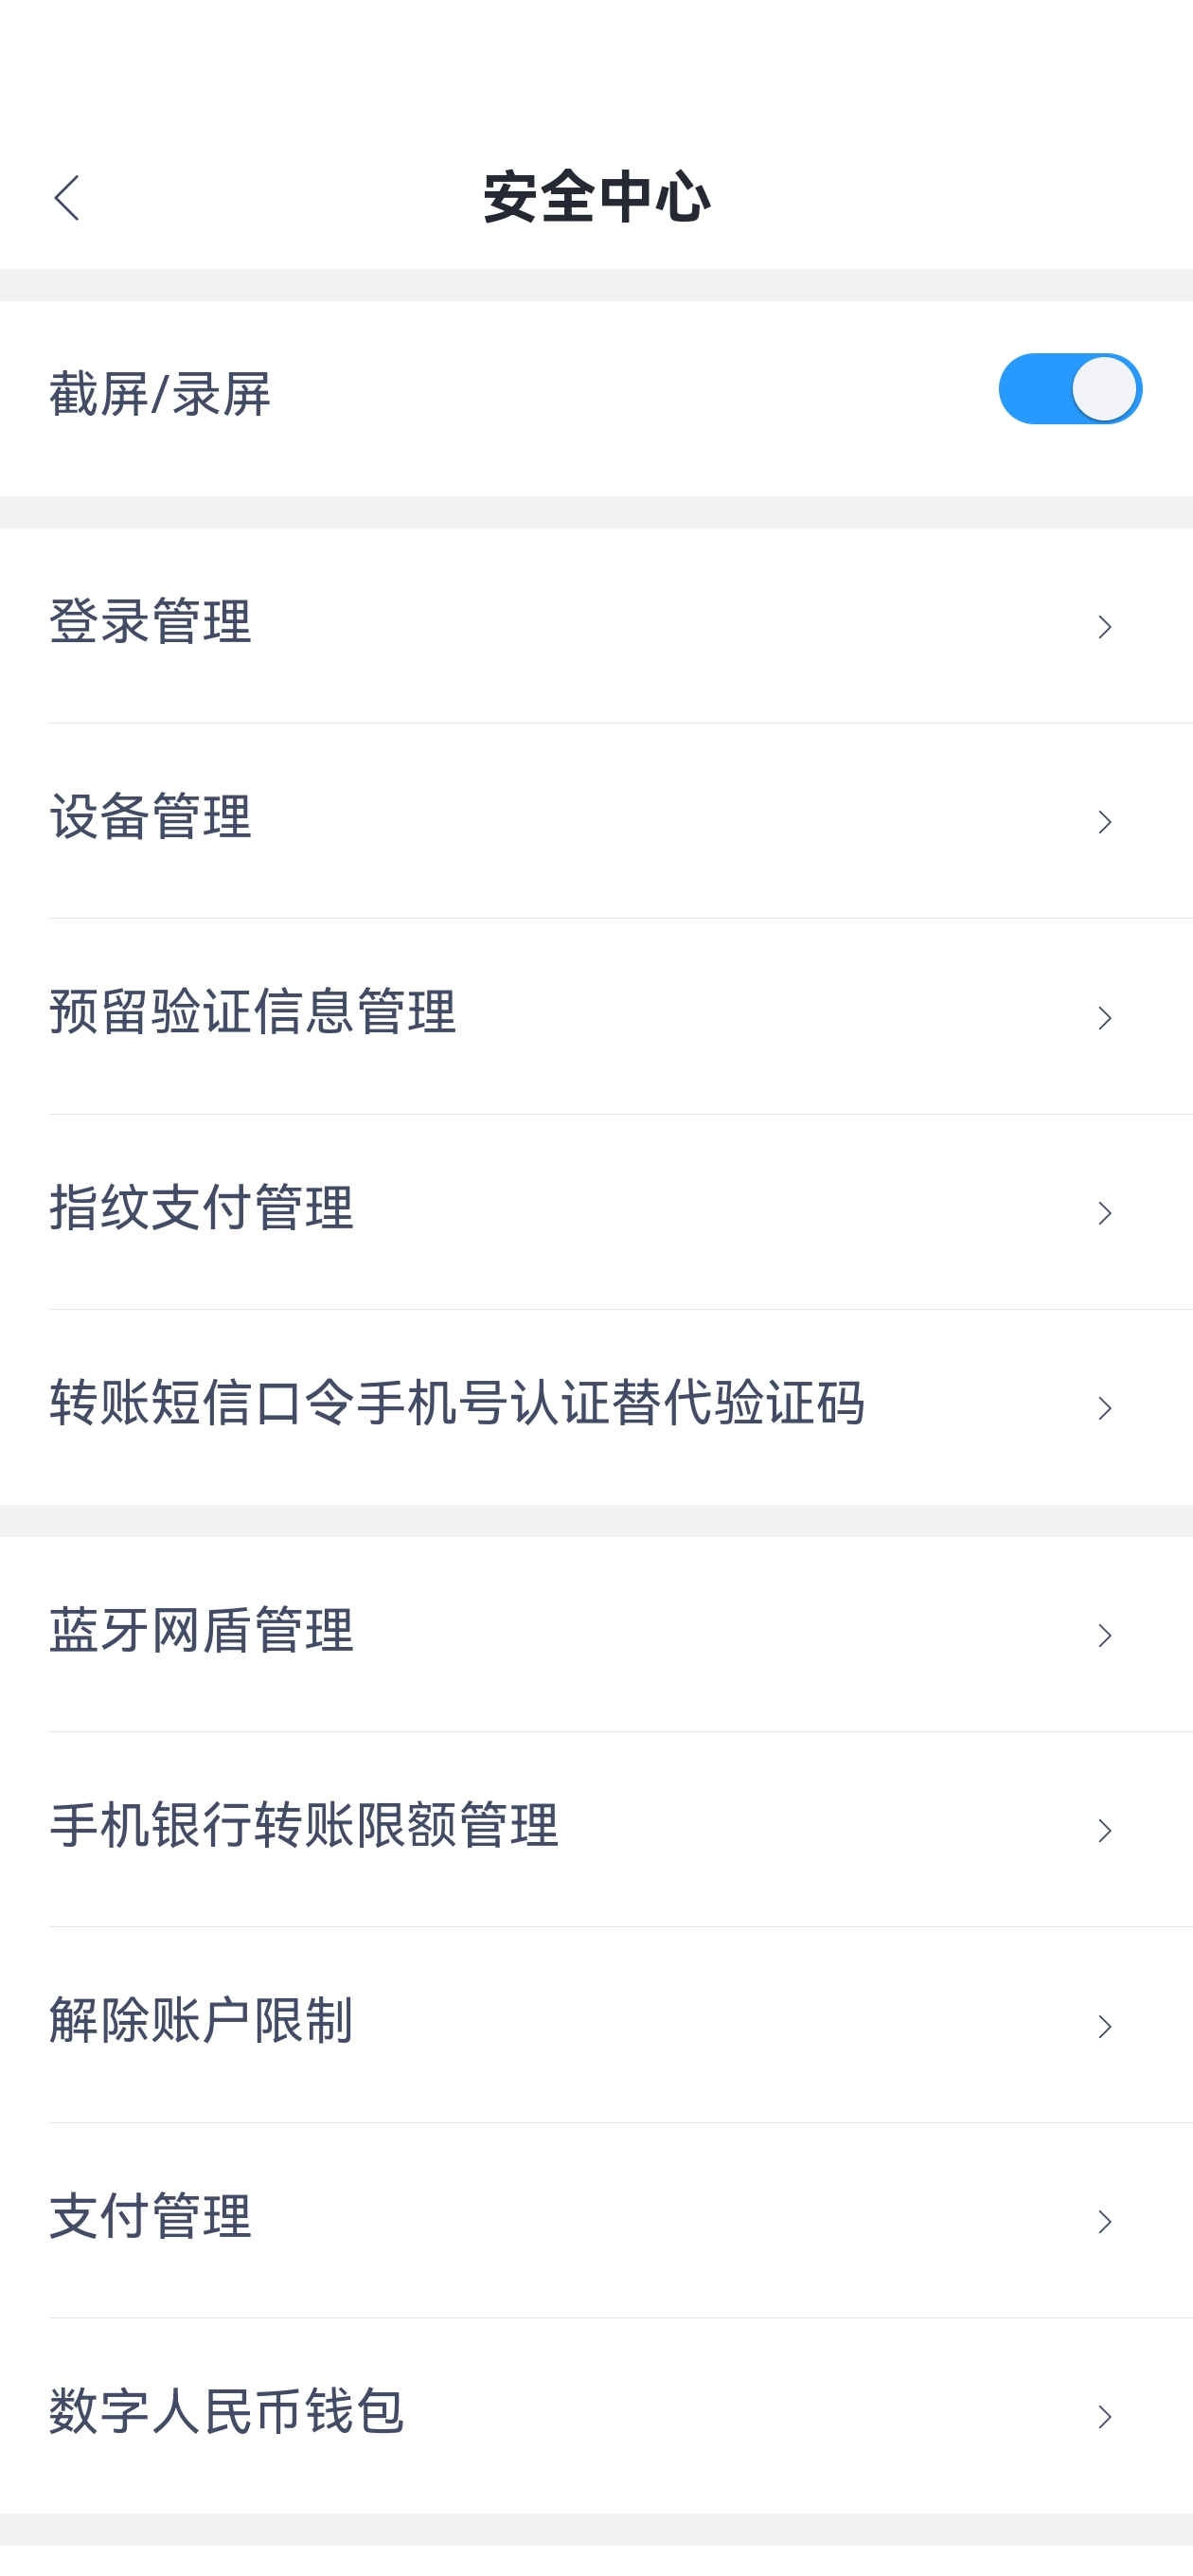 安全中心
截屏/录屏
登录管理
设备管理
预留验证信息管理
指纹支付管理
转账短信口令手机号认证替代验证码
蓝牙网盾管理
手机银行转账限额管理
解除账户限制
支付管理
数字人民币钱包